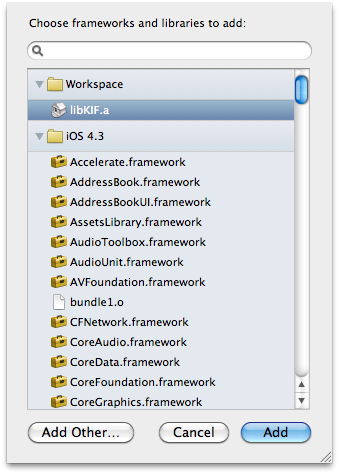 Choose frameworks and libraries to add:
Workspace
libKIF.a
iOS 4.3
Accelerate.framework
AddressBook.framework
AddressBookUI.framework
AssetsLibrary.framework
AudioToolbox.framework
AudioUnit.framework
AVFoundation.framework
bundle1.o
CFNetwork.framework
CoreAudio.framework
CoreData.framework
CoreFoundation.framework
CoreGraphics.framework
Add Other... Cancel Add